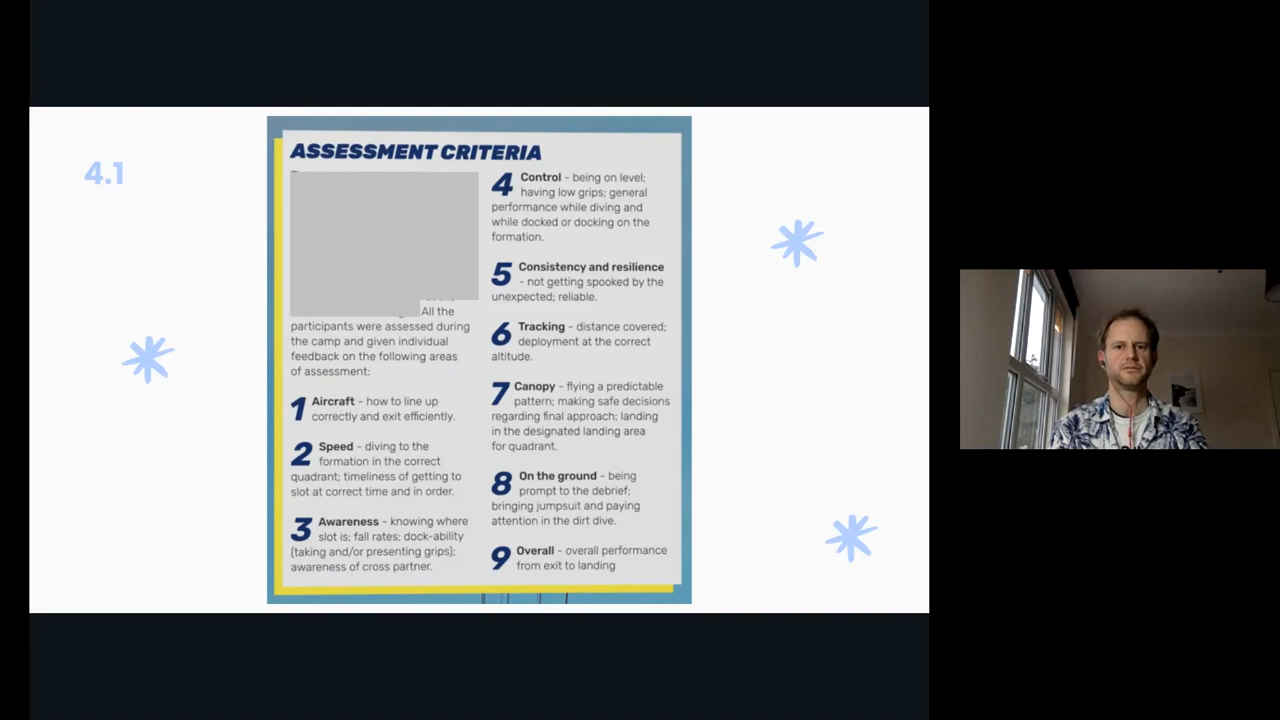 4.1
ASSESSMENT CRITERIA
All the
participants were assessed during
the camp and given individual
feedback on the following areas
of assessment:
1 Aircraft - how to line up
correctly and exit efficiently.
2 Speed - diving to the
formation in the correct
quadrant; timeliness of getting to
slot at correct time and in order.
3 Awareness - knowing where
slot is; fall rates; dock-ability
(taking and/or presenting grips);
awareness of cross partner.
4 Control - being on level;
having low grips; general
performance while diving and
while docked or docking on the
formation.
5 Consistency and resilience
- not getting spooked by the
unexpected; reliable.
6 Tracking - distance covered;
deployment at the correct
altitude.
7 Canopy - flying a predictable
pattern; making safe decisions
regarding final approach; landing
in the designated landing area
for quadrant.
8 On the ground - being
prompt to the debrief;
bringing jumpsuit and paying
attention in the dirt dive.
9 Overall - overall performance
from exit to landing